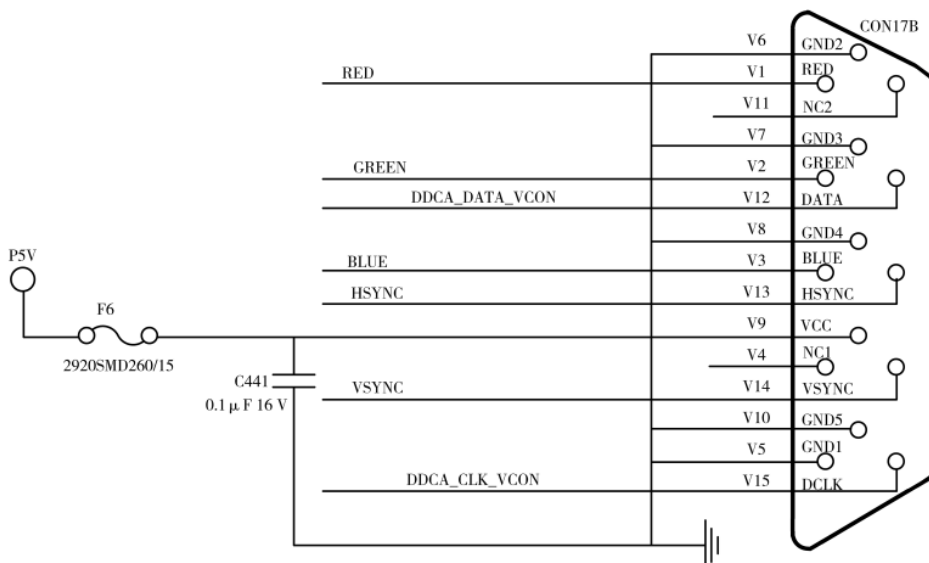 CON17B
V6 GND2
RED V1 RED
V11 NC2
V7 GND3
GREEN V2 GREEN
DDCA_DATA_VCON V12 DATA
V8 GND4
P5V
BLUE V3 BLUE
HSYNC V13 HSYNC
F6
V9 VCC
2920SMD260/15
V4 NC1
C441
0.1 μF 16 V
VSYNC V14 VSYNC
V10 GND5
V5 GND1
DDCA_CLK_VCON V15 DCLK